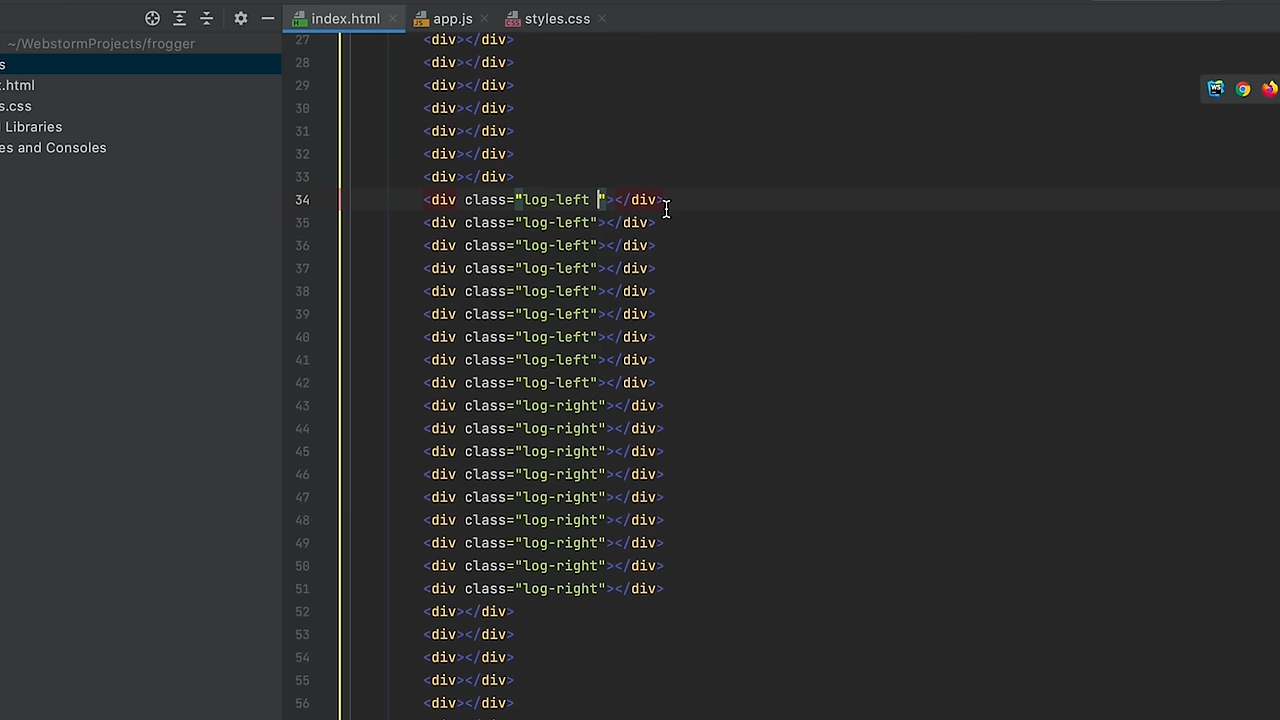 index.html
app.js
styles.css
~/WebstormProjects/frogger
s
.html
s.css
Libraries
es and Consoles
27 <div></div>
28 <div></div>
29 <div></div>
30 <div></div>
31 <div></div>
32 <div></div>
33 <div></div>
34 <div class="log-left "></div>
35 <div class="log-left"></div>
36 <div class="log-left"></div>
37 <div class="log-left"></div>
38 <div class="log-left"></div>
39 <div class="log-left"></div>
40 <div class="log-left"></div>
41 <div class="log-left"></div>
42 <div class="log-left"></div>
43 <div class="log-right"></div>
44 <div class="log-right"></div>
45 <div class="log-right"></div>
46 <div class="log-right"></div>
47 <div class="log-right"></div>
48 <div class="log-right"></div>
49 <div class="log-right"></div>
50 <div class="log-right"></div>
51 <div class="log-right"></div>
52 <div></div>
53 <div></div>
54 <div></div>
55 <div></div>
56 <div></div>